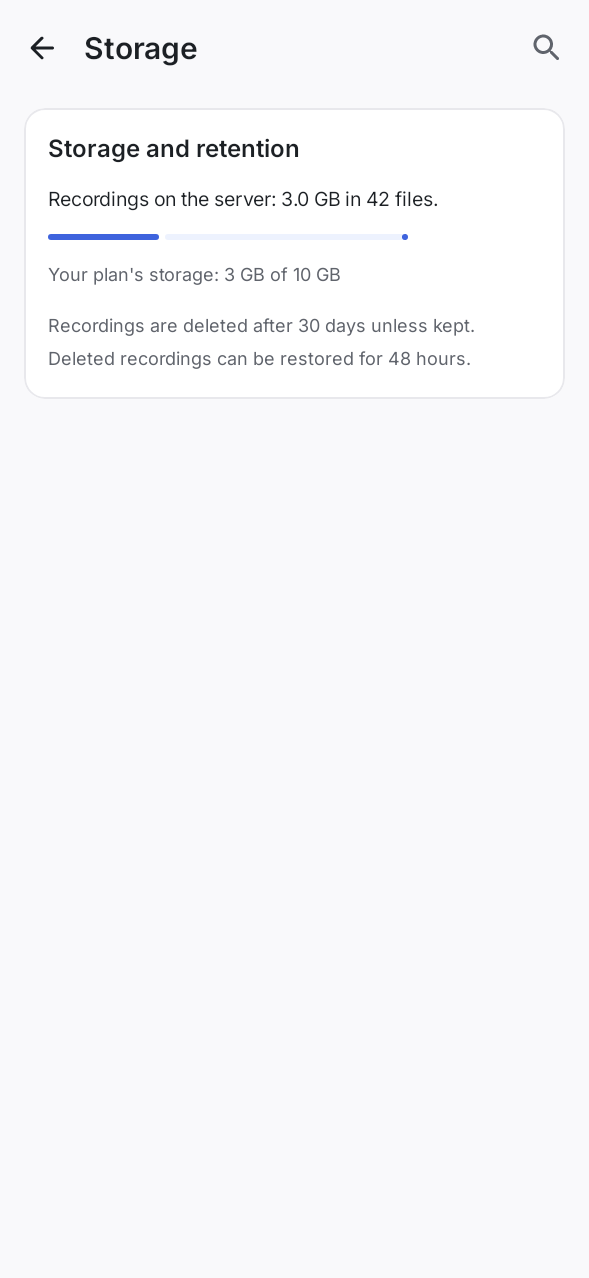 Storage
Storage and retention
Recordings on the server: 3.0 GB in 42 files.
Your plan's storage: 3 GB of 10 GB
Recordings are deleted after 30 days unless kept.
Deleted recordings can be restored for 48 hours.